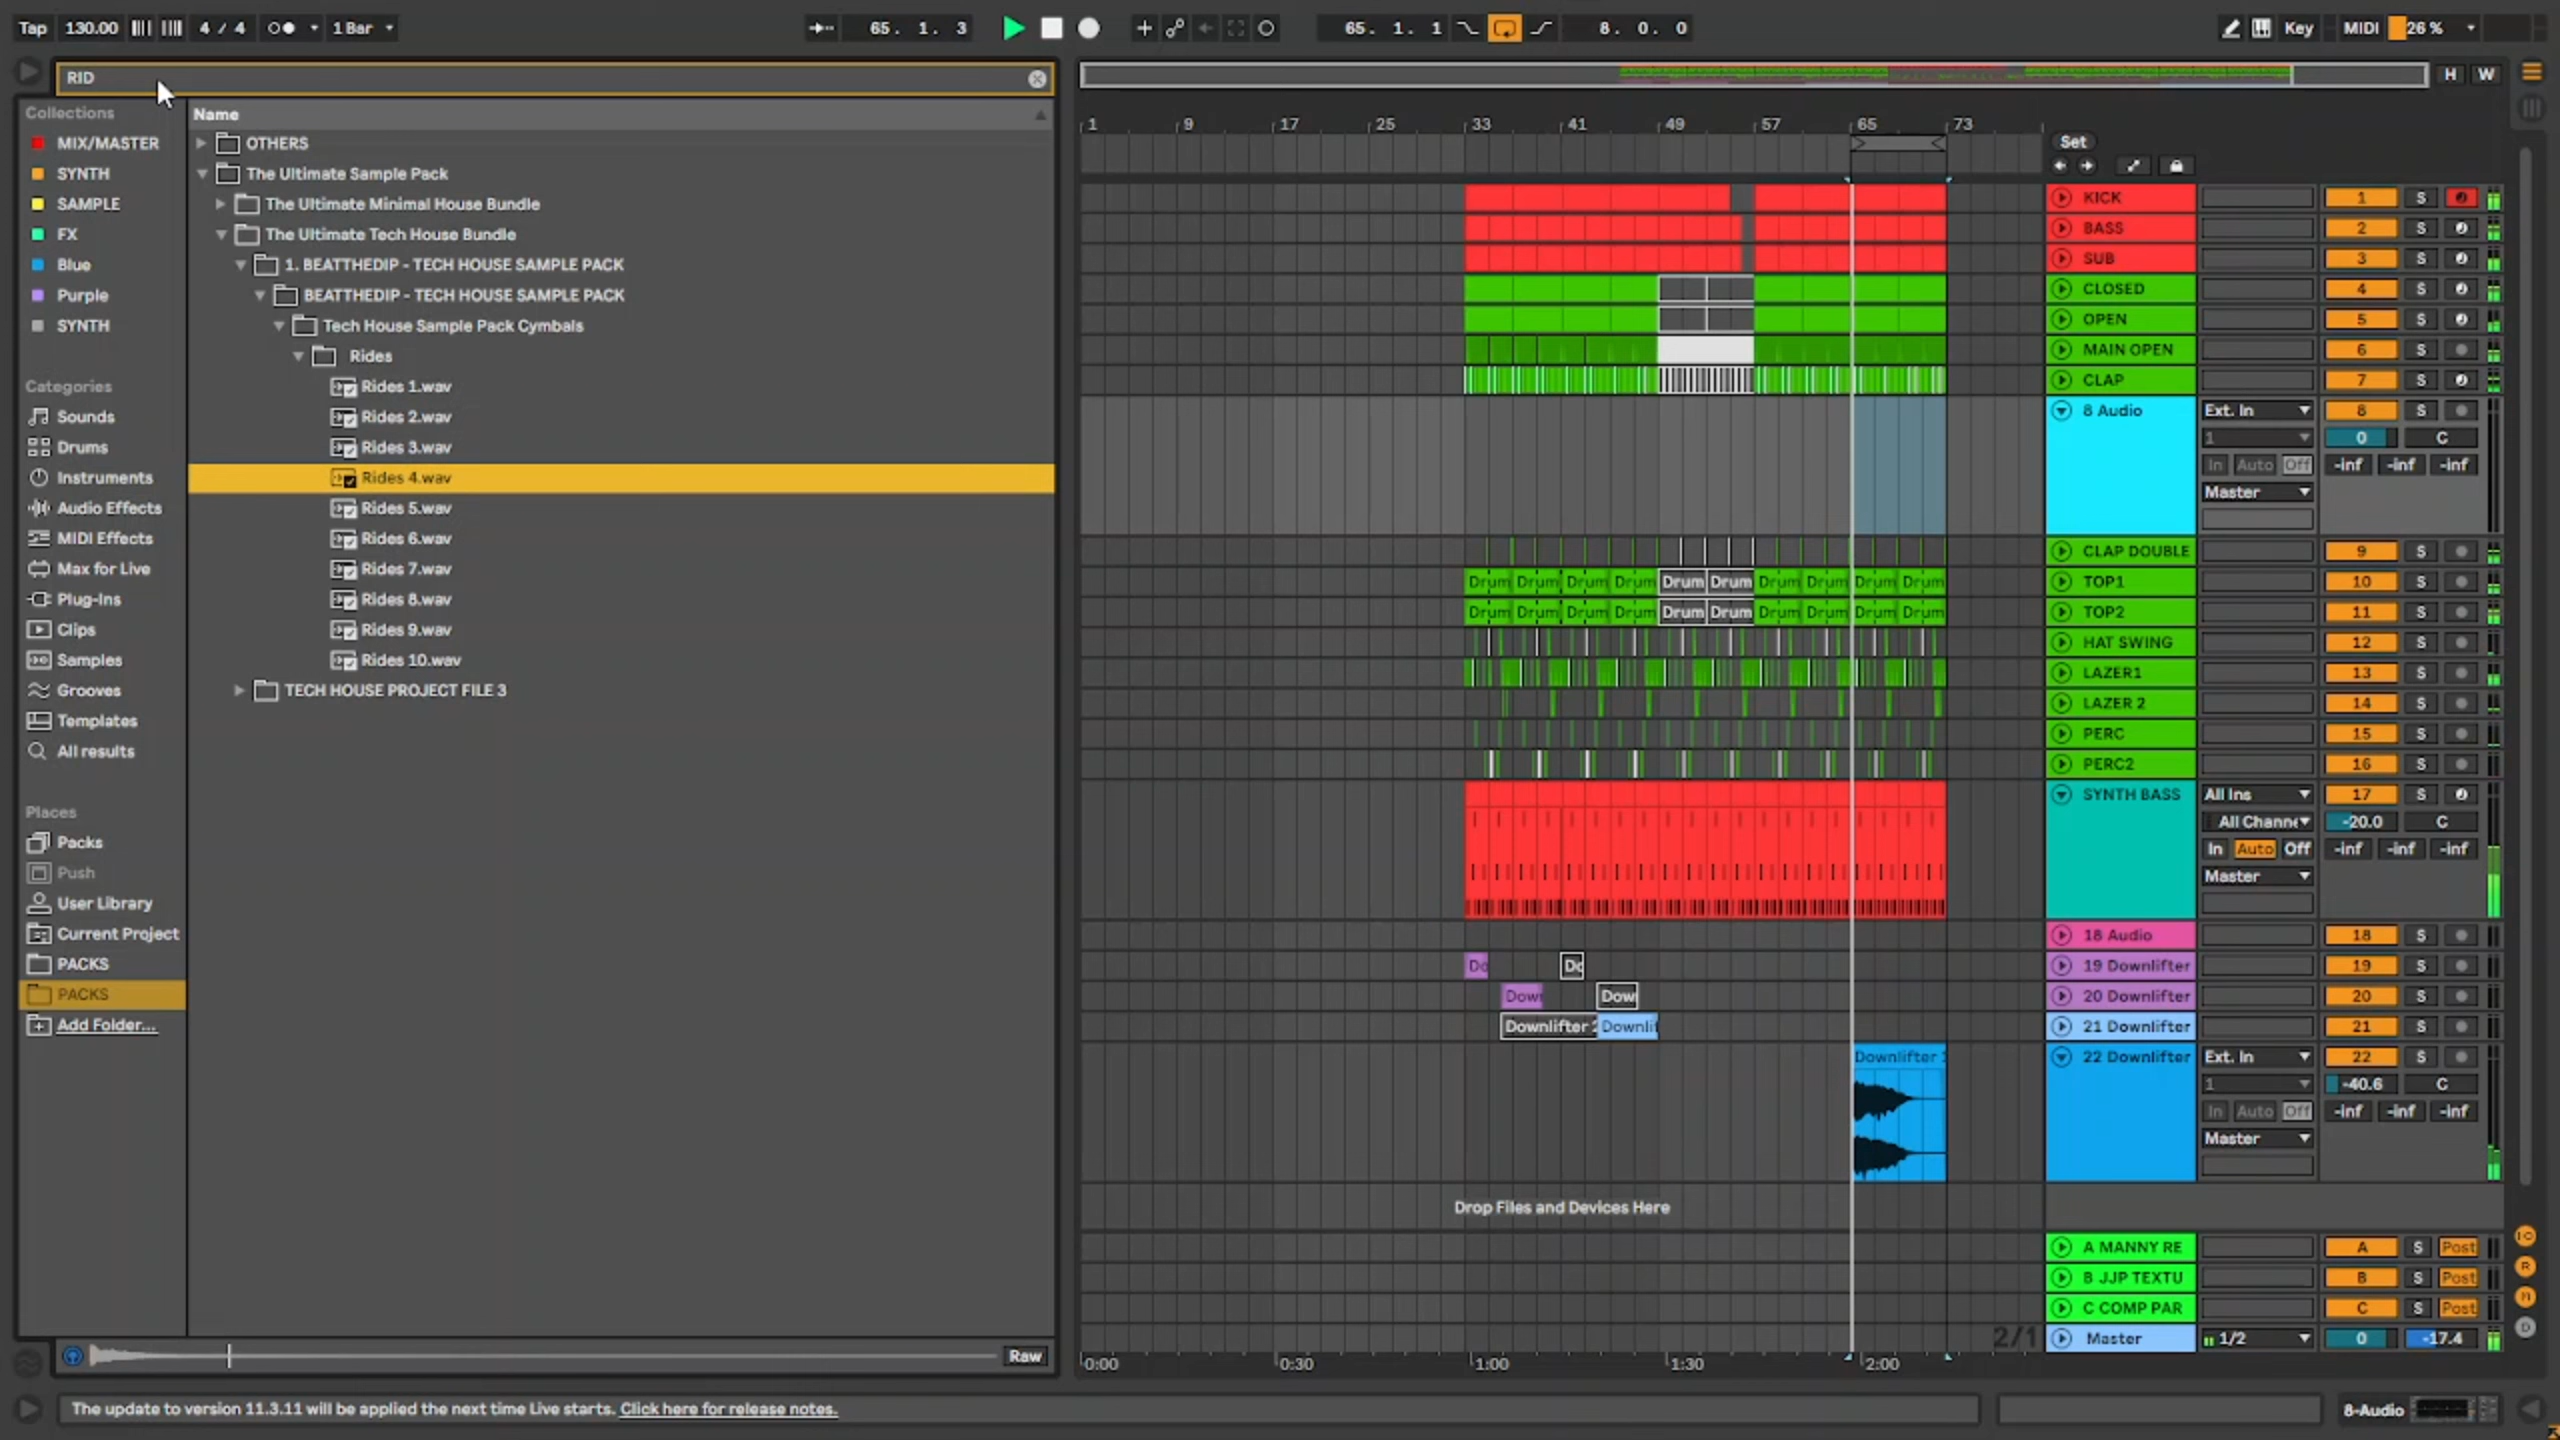 Tap 130.00 4 / 4 1 Bar 65. 1. 3 65. 1. 1 8. 0. 0 Key MIDI 26 %
RID
H W
Collections
MIX/MASTER
SYNTH
SAMPLE
FX
Blue
Purple
SYNTH
Categories
Sounds
Drums
Instruments
Audio Effects
MIDI Effects
Max for Live
Plug-Ins
Clips
Samples
Grooves
Templates
All results
Places
Packs
Push
User Library
Current Project
PACKS
PACKS
Add Folder...
Name
OTHERS
The Ultimate Sample Pack
The Ultimate Minimal House Bundle
The Ultimate Tech House Bundle
1. BEATTHEDIP - TECH HOUSE SAMPLE PACK
BEATTHEDIP - TECH HOUSE SAMPLE PACK
Tech House Sample Pack Cymbals
Rides
Rides 1.wav
Rides 2.wav
Rides 3.wav
Rides 4.wav
Rides 5.wav
Rides 6.wav
Rides 7.wav
Rides 8.wav
Rides 9.wav
Rides 10.wav
TECH HOUSE PROJECT FILE 3
Raw
1 9 17 25 33 41 49 57 65 73
Set
KICK 1 S
BASS 2 S
SUB 3 S
CLOSED 4 S
OPEN 5 S
MAIN OPEN 6 S
CLAP 7 S
8 Audio Ext. In 8 S
1 0 C
In Auto Off -inf -inf -inf
Master
CLAP DOUBLE 9 S
Drum Drum Drum Drum Drum Drum Drum Drum Drum Drum TOP1 10 S
Drum Drum Drum Drum Drum Drum Drum Drum Drum Drum TOP2 11 S
HAT SWING 12 S
LAZER1 13 S
LAZER 2 14 S
PERC 15 S
PERC2 16 S
SYNTH BASS All Ins 17 S
All Channe -20.0 C
In Auto Off -inf -inf -inf
Master
18 Audio 18 S
Do Do 19 Downlifter 19 S
Down Down 20 Downlifter 20 S
Downlifter Downlif 21 Downlifter 21 S
Downlifter 22 Downlifter Ext. In 22 S
1 -40.6 C
In Auto Off -inf -inf -inf
Master
Drop Files and Devices Here
A MANNY RE A S Post
B JJP TEXTU B S Post
C COMP PAR C S Post
2/1 Master 1/2 0 -17.4
0:00 0:30 1:00 1:30 2:00
The update to version 11.3.11 will be applied the next time Live starts. Click here for release notes.
8-Audio